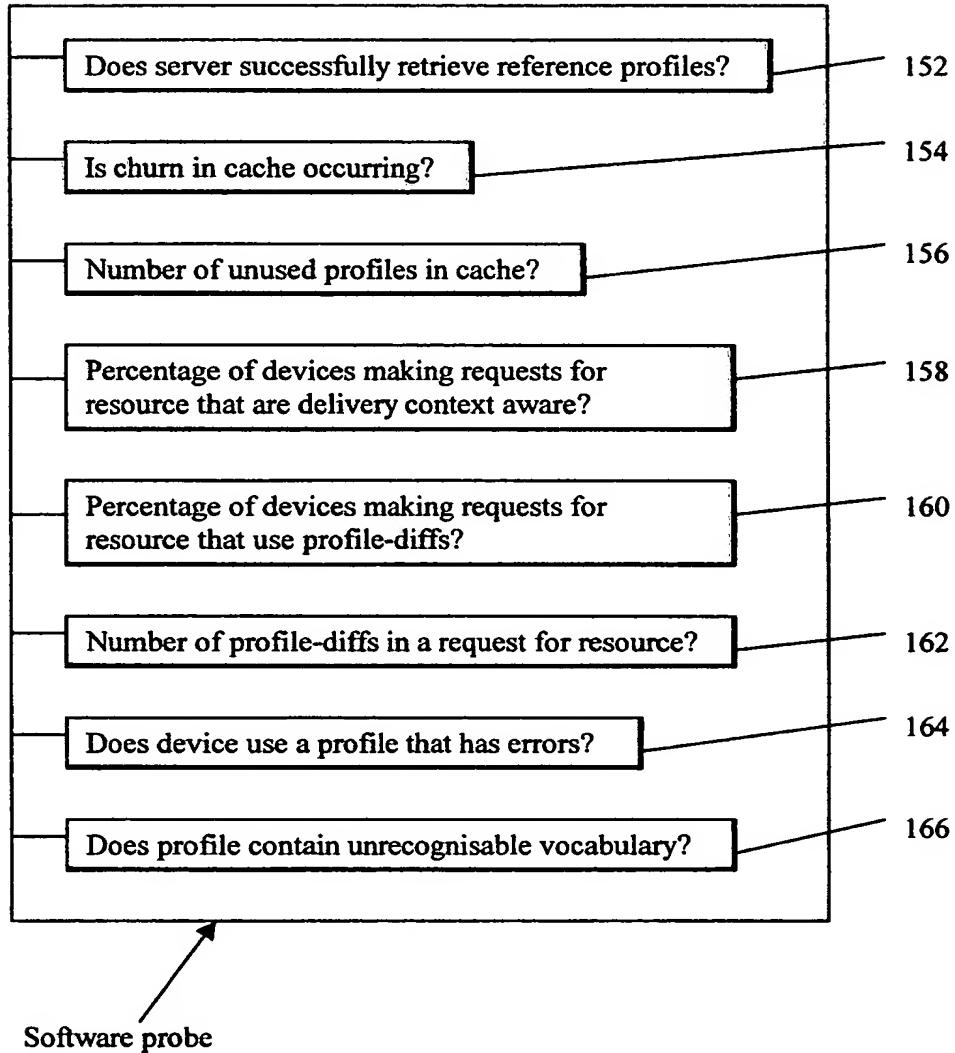 Does server successfully retrieve reference profiles?
152
Is churn in cache occurring?
154
Number of unused profiles in cache?
156
Percentage of devices making requests for
resource that are delivery context aware?
158
Percentage of devices making requests for
resource that use profile-diffs?
160
Number of profile-diffs in a request for resource?
162
Does device use a profile that has errors?
164
Does profile contain unrecognisable vocabulary?
166
Software probe